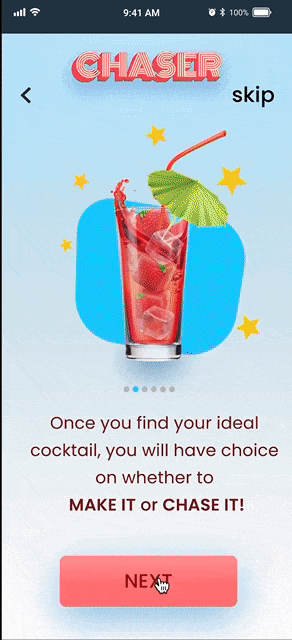 9:41 AM
100%
CHASER
skip
Once you find your ideal
cocktail, you will have choice
on whether to
MAKE IT or CHASE IT!
NEXT